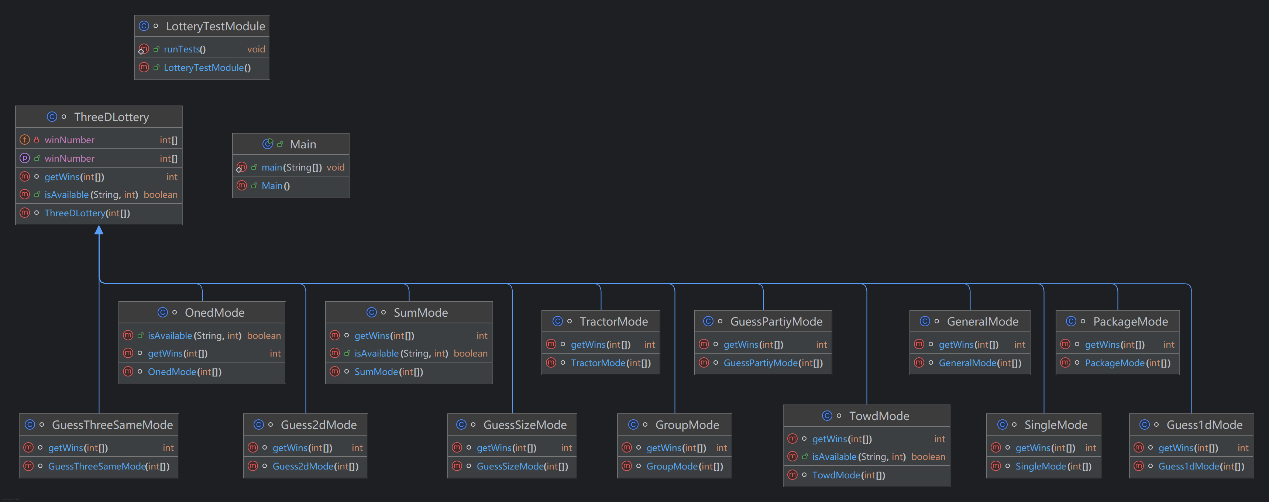 LotteryTestModule
runTests() void
LotteryTestModule()
ThreeDLottery
winNumber int[]
winNumber int[]
getWins(int[]) int
isAvailable(String, int) boolean
ThreeDLottery(int[])
Main
main(String[]) void
Main()
OnedMode
isAvailable(String, int) boolean
getWins(int[]) int
OnedMode(int[])
SumMode
getWins(int[]) int
isAvailable(String, int) boolean
SumMode(int[])
TractorMode
getWins(int[]) int
TractorMode(int[])
GuessPartiyMode
getWins(int[]) int
GuessPartiyMode(int[])
GeneralMode
getWins(int[]) int
GeneralMode(int[])
PackageMode
getWins(int[]) int
PackageMode(int[])
GuessThreeSameMode
getWins(int[]) int
GuessThreeSameMode(int[])
Guess2dMode
getWins(int[]) int
Guess2dMode(int[])
GuessSizeMode
getWins(int[]) int
GuessSizeMode(int[])
GroupMode
getWins(int[]) int
GroupMode(int[])
TowdMode
getWins(int[]) int
isAvailable(String, int) boolean
TowdMode(int[])
SingleMode
getWins(int[]) int
SingleMode(int[])
Guess1dMode
getWins(int[]) int
Guess1dMode(int[])